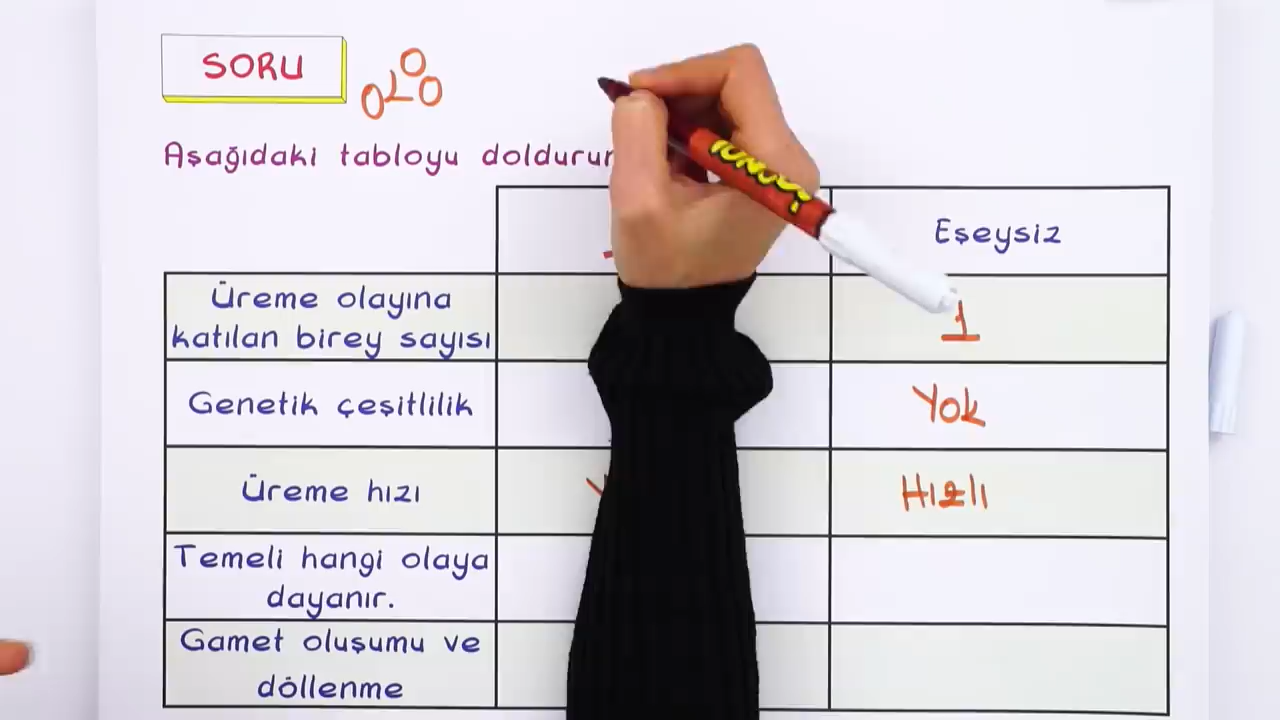 SORU
Aşağıdaki tabloyu
Eşeysiz
Üreme olayına
katılan birey sayısı
1
Genetik çeşitlilik
Yok
Üreme hızı
Hızlı
Temeli hangi olaya
dayanır.
Gamet oluşumu ve
döllenme